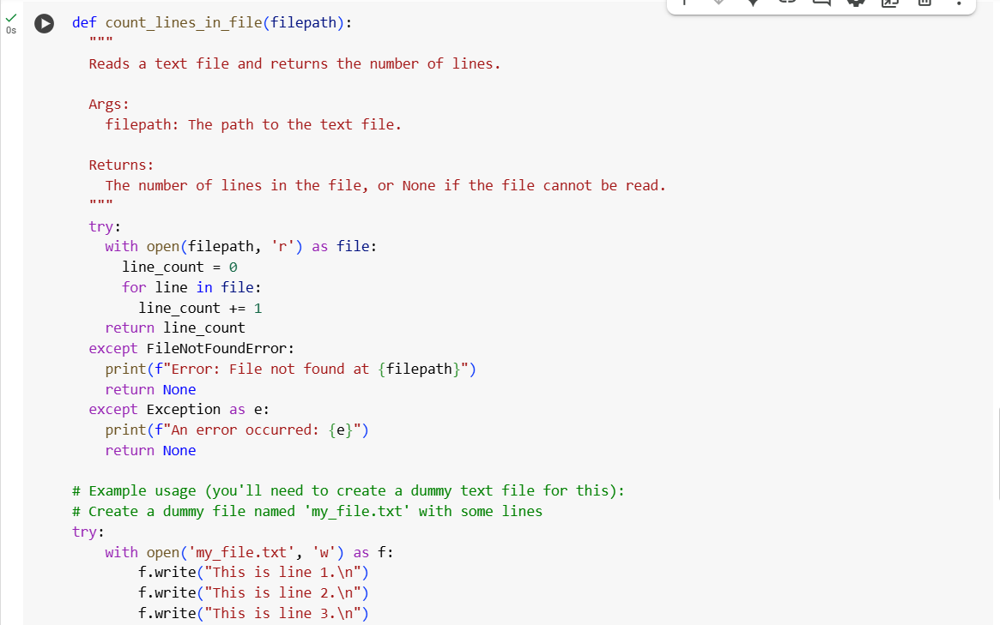 0s
def count_lines_in_file(filepath):
  """
  Reads a text file and returns the number of lines.

  Args:
    filepath: The path to the text file.

  Returns:
    The number of lines in the file, or None if the file cannot be read.
  """
  try:
    with open(filepath, 'r') as file:
      line_count = 0
      for line in file:
        line_count += 1
    return line_count
  except FileNotFoundError:
    print(f"Error: File not found at {filepath}")
    return None
  except Exception as e:
    print(f"An error occurred: {e}")
    return None

# Example usage (you'll need to create a dummy text file for this):
# Create a dummy file named 'my_file.txt' with some lines
try:
    with open('my_file.txt', 'w') as f:
        f.write("This is line 1.\n")
        f.write("This is line 2.\n")
        f.write("This is line 3.\n")